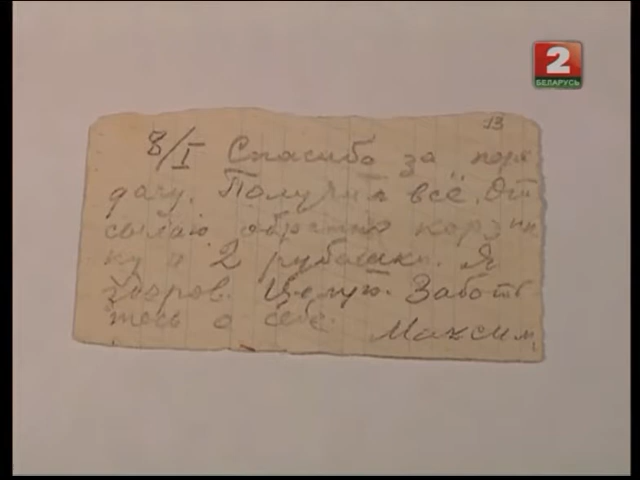 2
БЕЛАРУСЬ
13
8/I Спасибо за пере
дачу. Получил всё. От
сылаю обратно корзин
ку и 2 рубашки. Я
здоров. Целую. Заботь
тесь о себе.
Максим